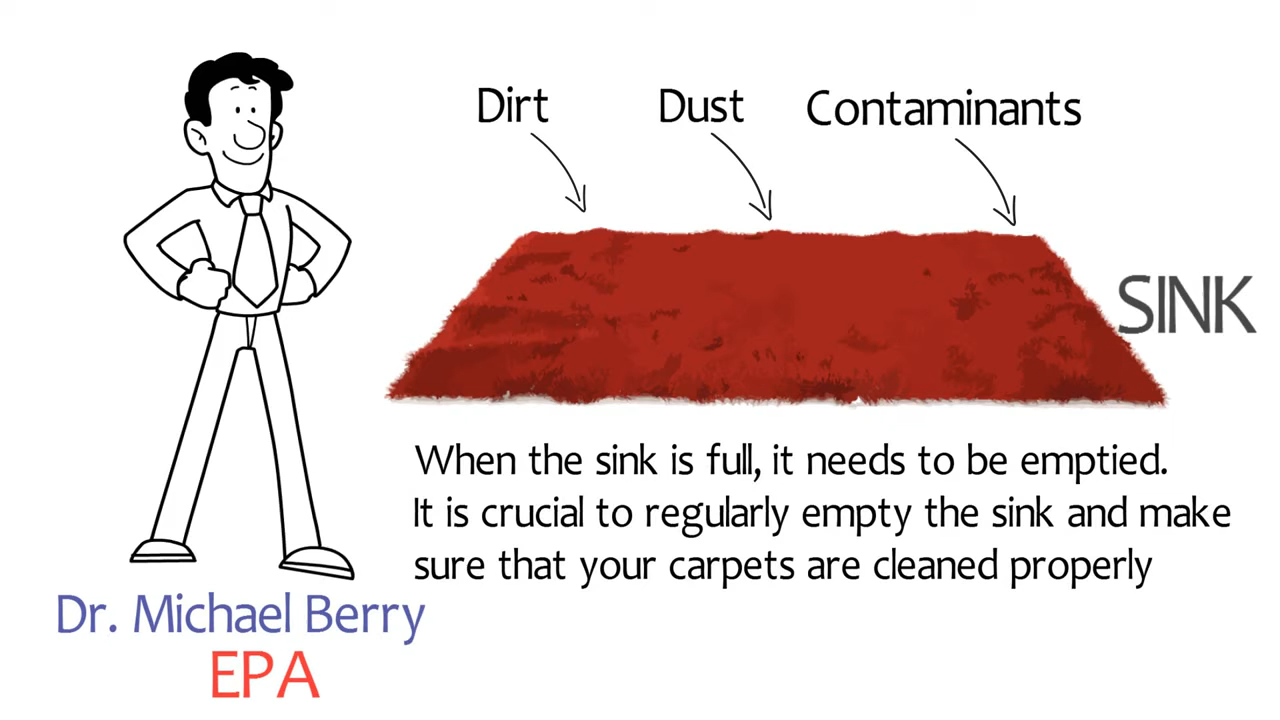 Dirt Dust Contaminants
SINK
When the sink is full, it needs to be emptied.
It is crucial to regularly empty the sink and make
sure that your carpets are cleaned properly
Dr. Michael Berry
EPA